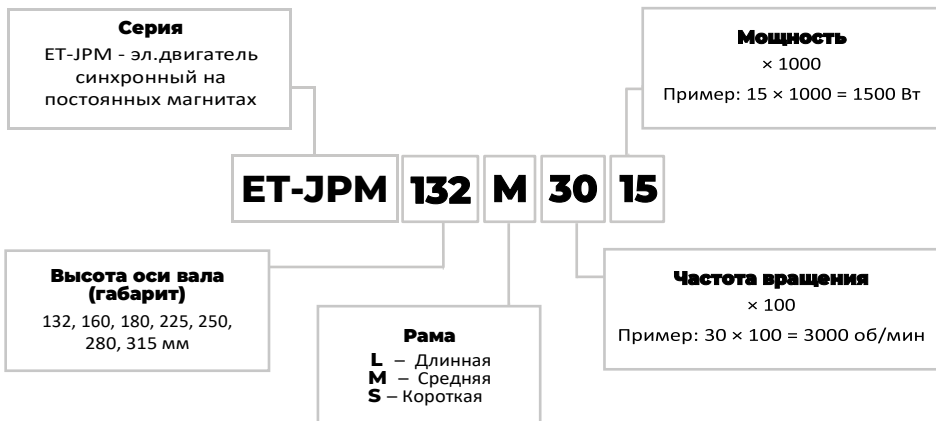 Серия
ET-JPM - эл.двигатель
синхронный на
постоянных магнитах
Мощность
× 1000
Пример: 15 × 1000 = 1500 Вт
ET-JPM 132 M 30 15
Высота оси вала
(габарит)
132, 160, 180, 225, 250,
280, 315 мм
Рама
L – Длинная
M – Средняя
S – Короткая
Частота вращения
× 100
Пример: 30 × 100 = 3000 об/мин